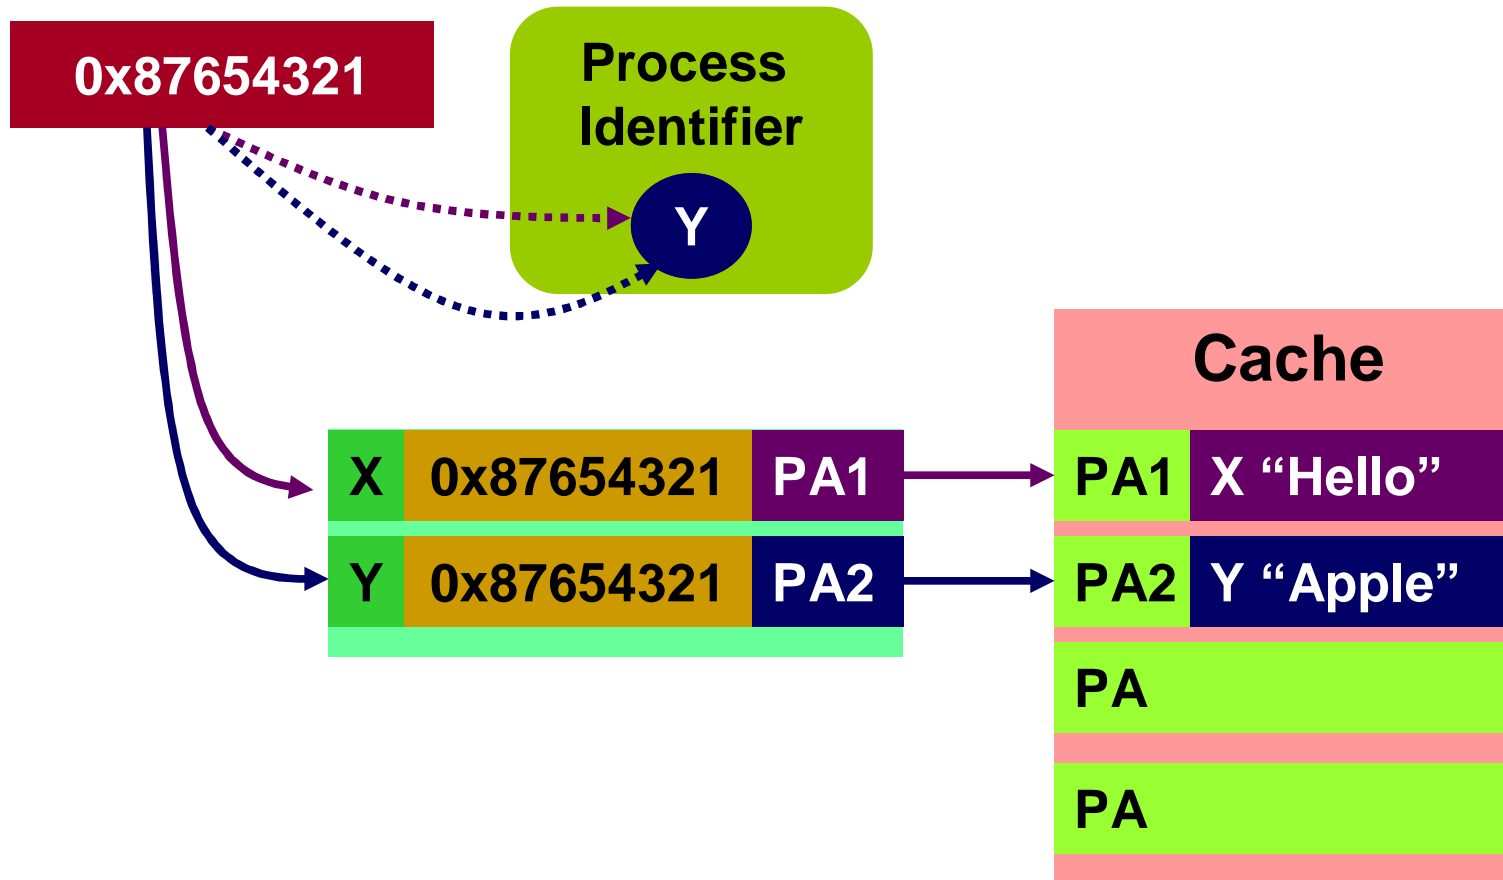 0x87654321
Process
Identifier
Y
Cache
X 0x87654321 PA1 PA1 X “Hello”
Y 0x87654321 PA2 PA2 Y “Apple”
PA
PA